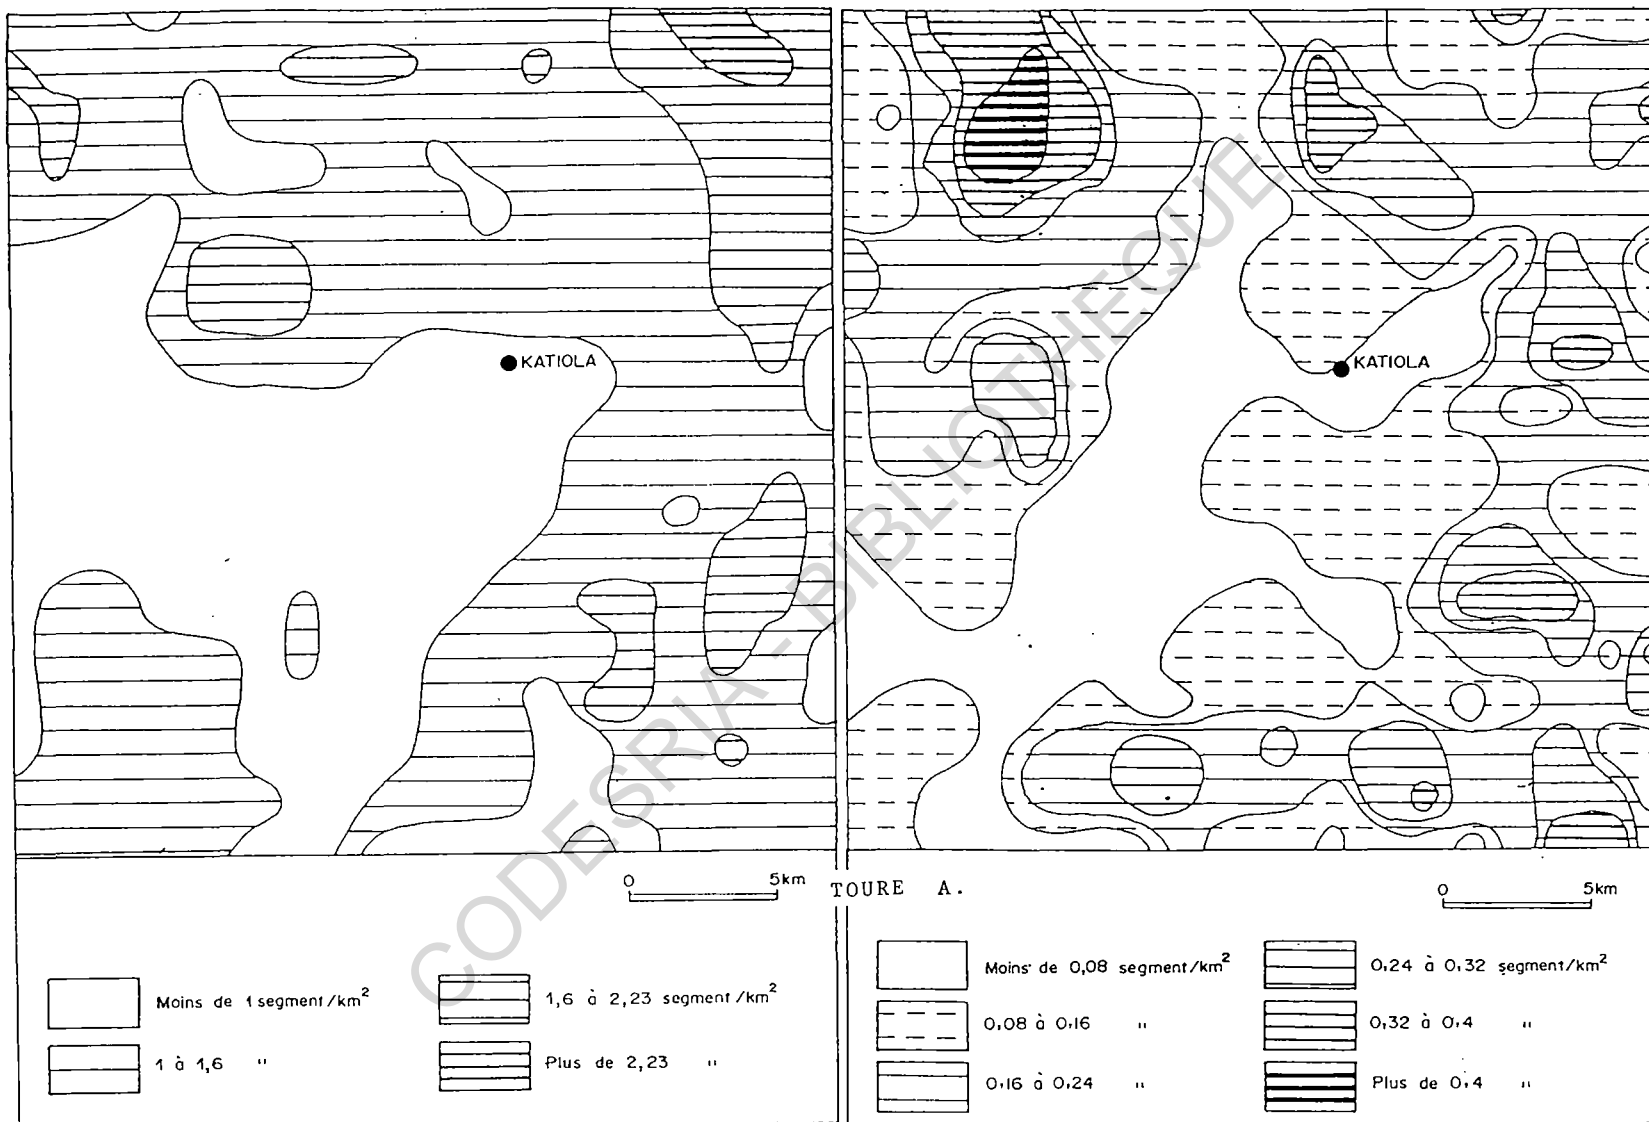 KATIOLA
KATIOLA
CODESRIA - BIBLIOTHEQUE
0 5km
TOURE A.
0 5km
Moins de 1 segment/km²
1 à 1,6 "
1,6 à 2,23 segment/km²
Plus de 2,23 "
Moins de 0,08 segment/km²
0,08 à 0,16 "
0,16 à 0,24 "
0,24 à 0,32 segment/km²
0,32 à 0,4 "
Plus de 0,4 "